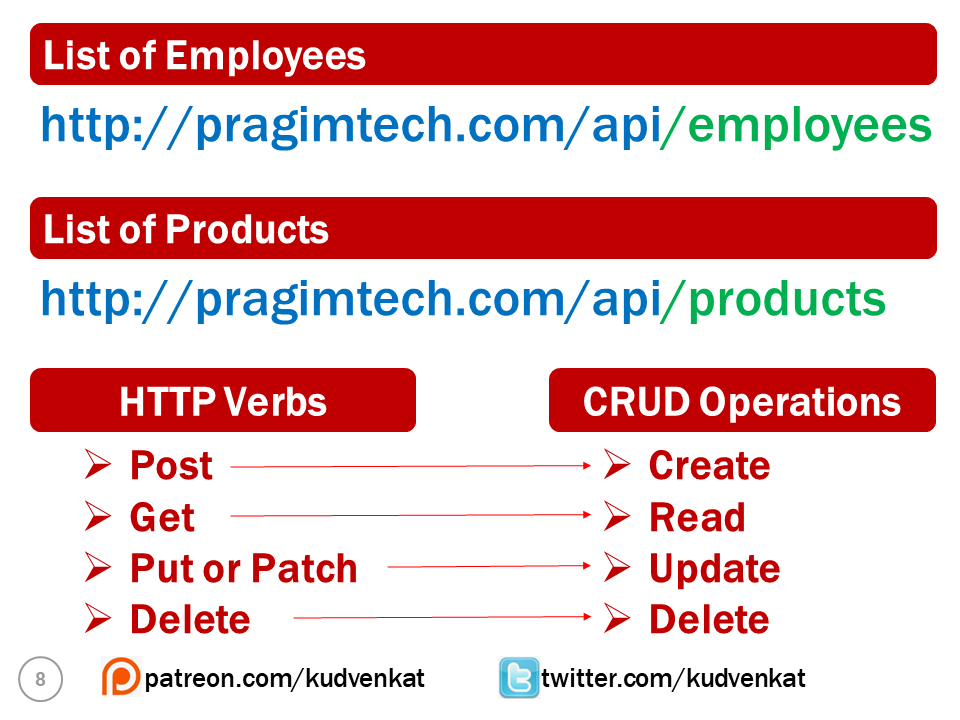 List of Employees
http://pragimtech.com/api/employees
List of Products
http://pragimtech.com/api/products
HTTP Verbs
CRUD Operations
Post
Create
Get
Read
Put or Patch
Update
Delete
Delete
8
patreon.com/kudvenkat
twitter.com/kudvenkat